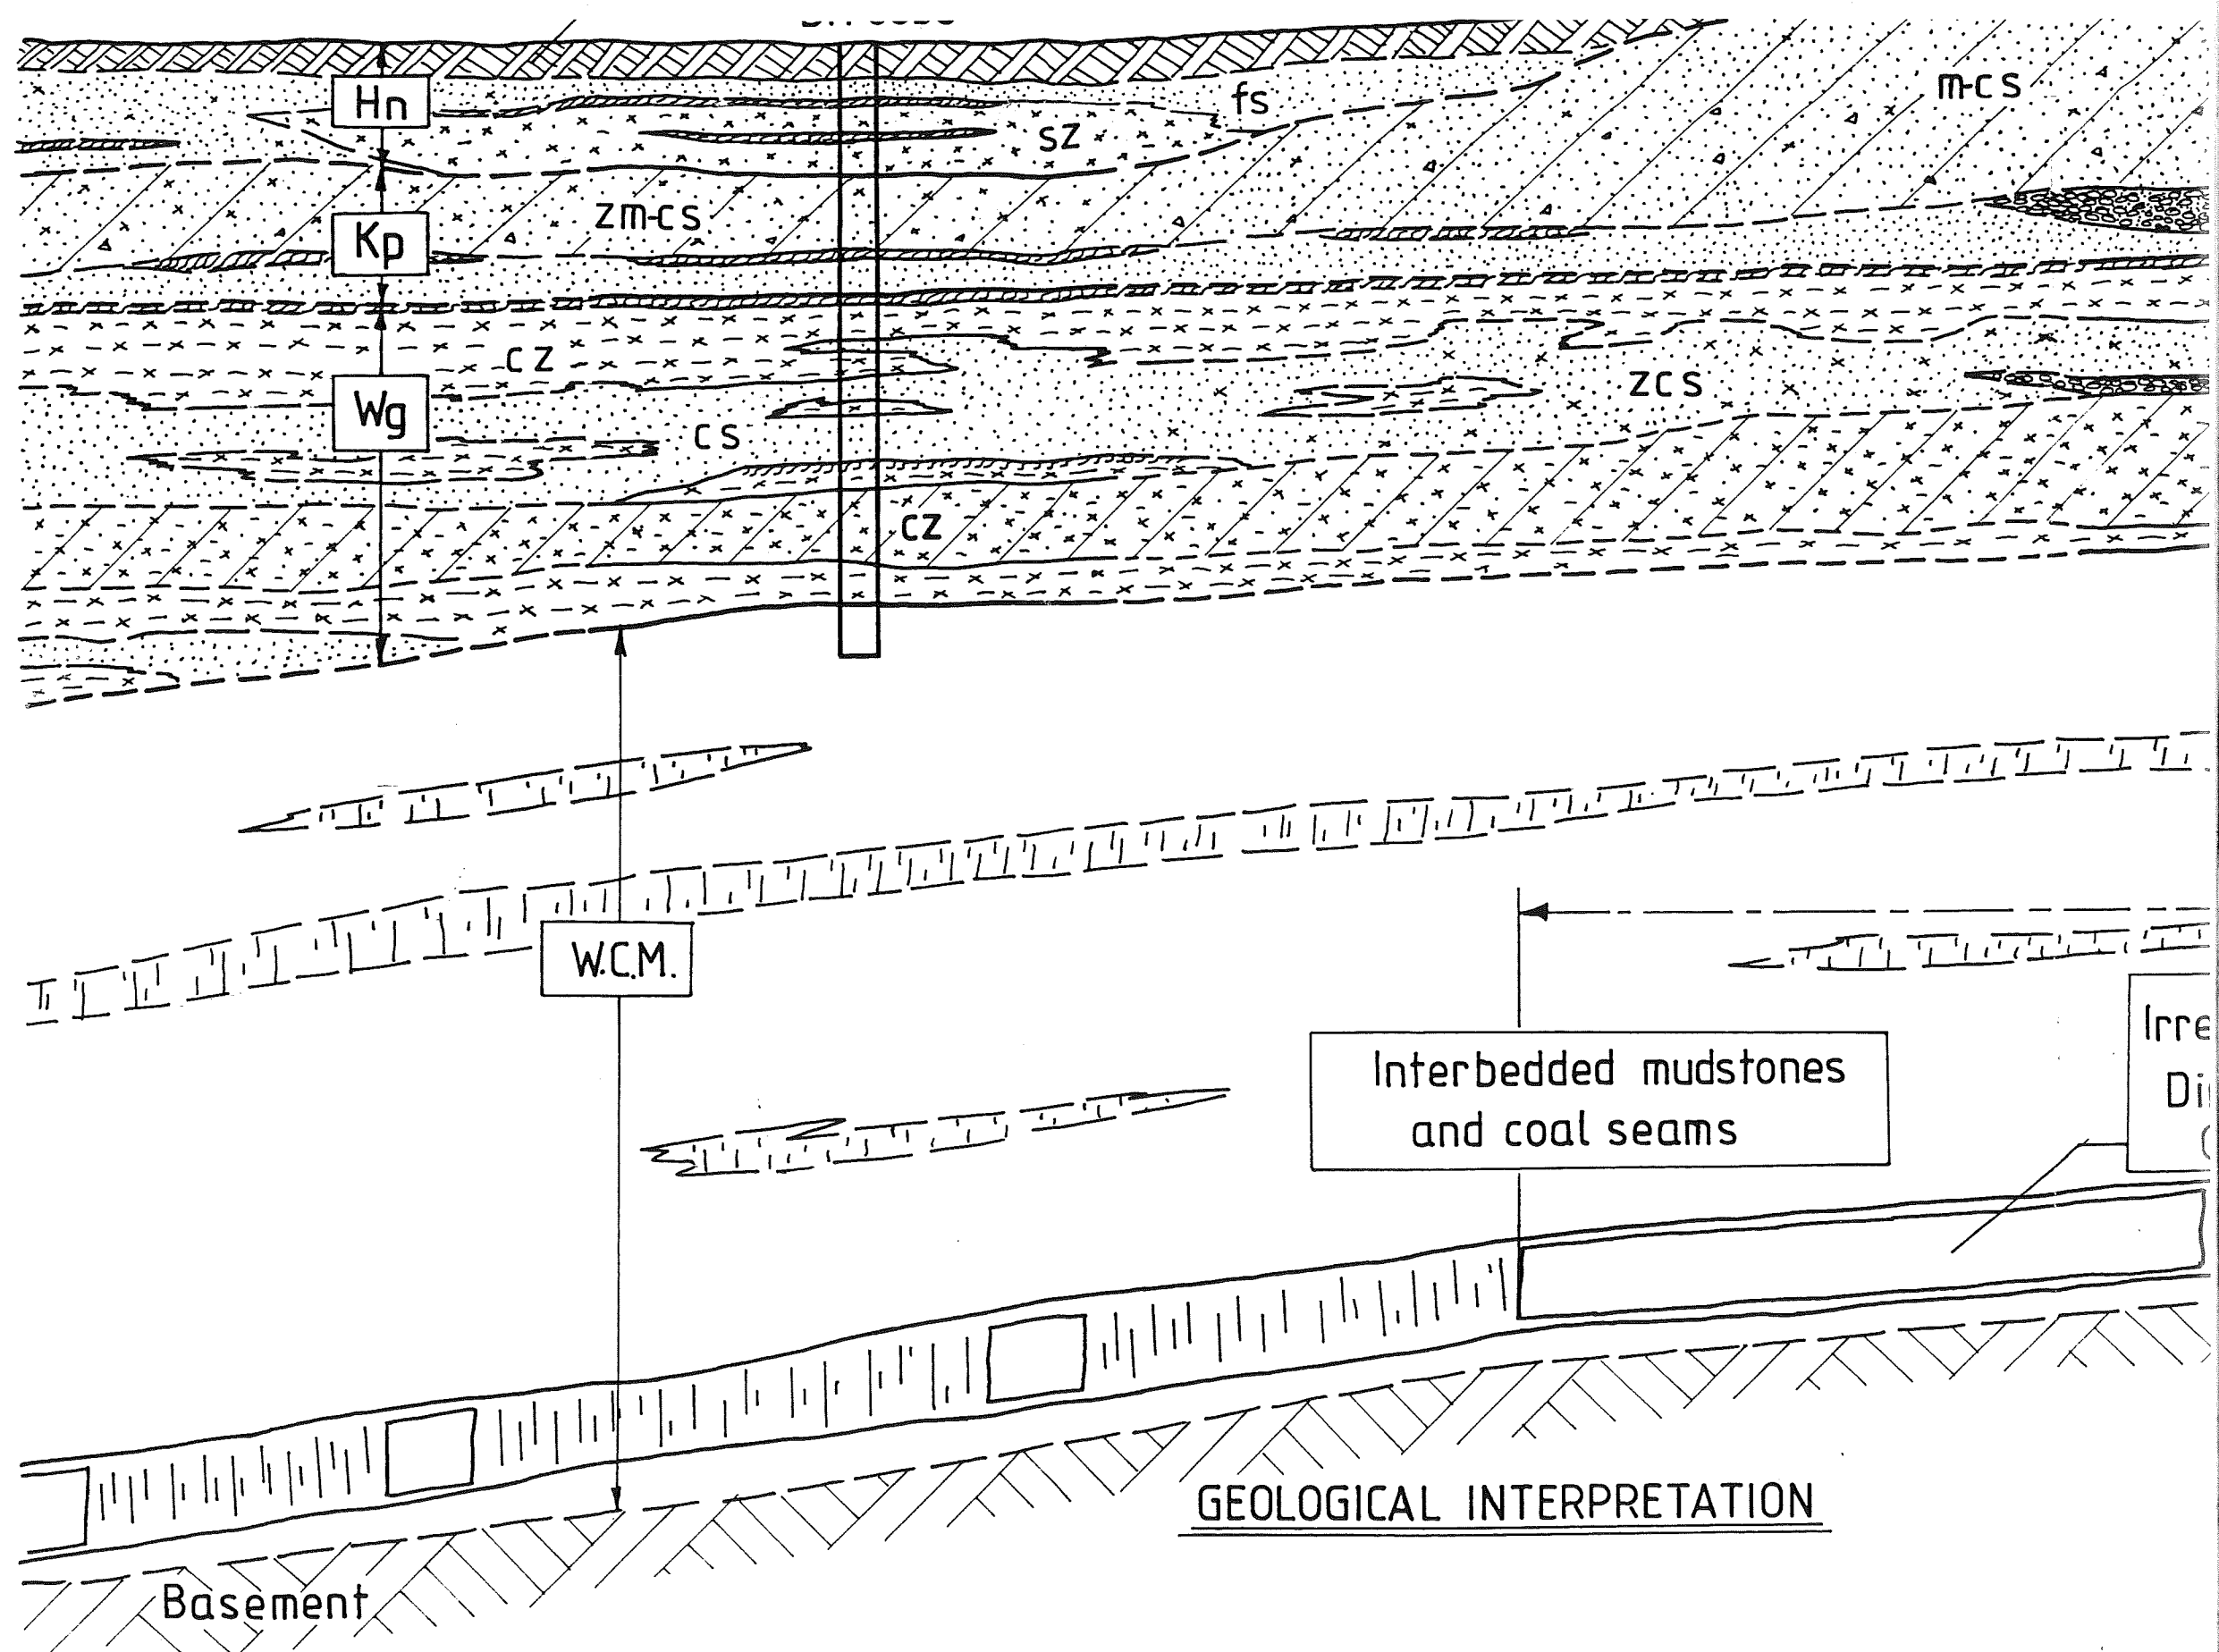 Hn
fs
m-cs
sz
zm-cs
Kp
cz
zcs
Wg
cs
cz
W.C.M.
Interbedded mudstones
and coal seams
GEOLOGICAL INTERPRETATION
Basement